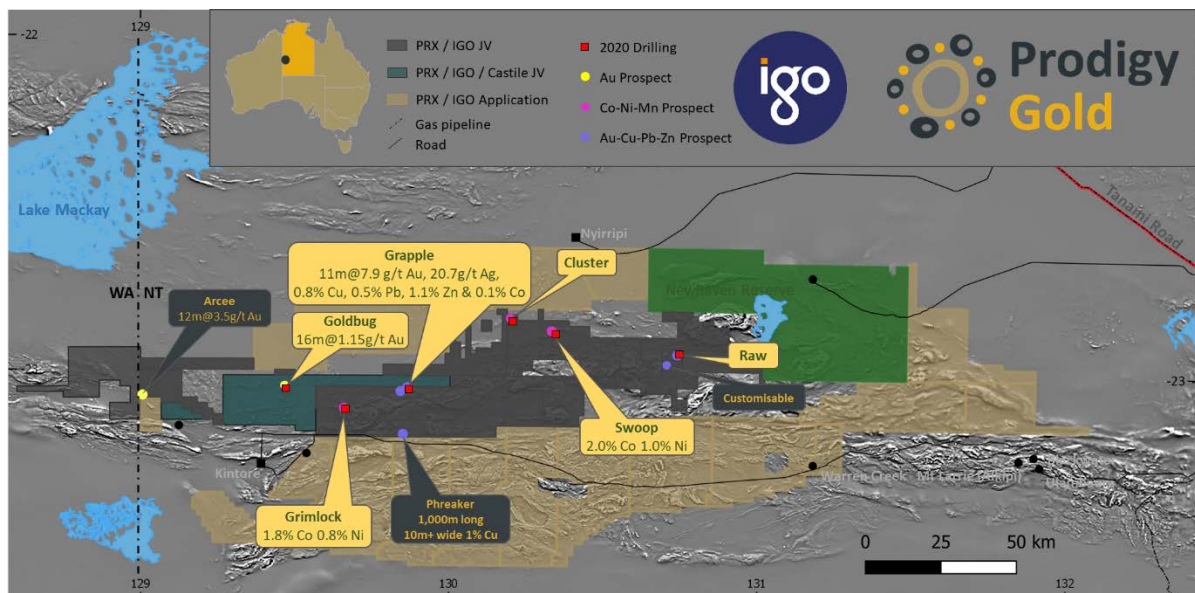 -22
129
PRX / IGO JV
PRX / IGO / Castile JV
PRX / IGO Application
Gas pipeline
Road
2020 Drilling
Au Prospect
Co-Ni-Mn Prospect
Au-Cu-Pb-Zn Prospect
igo
Prodigy
Gold
Lake Mackay
Tanami Road
Nyirripi
Grapple
11m@7.9 g/t Au, 20.7g/t Ag,
0.8% Cu, 0.5% Pb, 1.1% Zn & 0.1% Co
Cluster
WA NT
Arcee
12m@3.5g/t Au
Goldbug
16m@1.15g/t Au
Raw
Customisable
-23
Swoop
2.0% Co 1.0% Ni
Kintore
Grimlock
1.8% Co 0.8% Ni
Phreaker
1,000m long
10m+ wide 1% Cu
Warren Creek
0 25 50 km
129
130
131
132